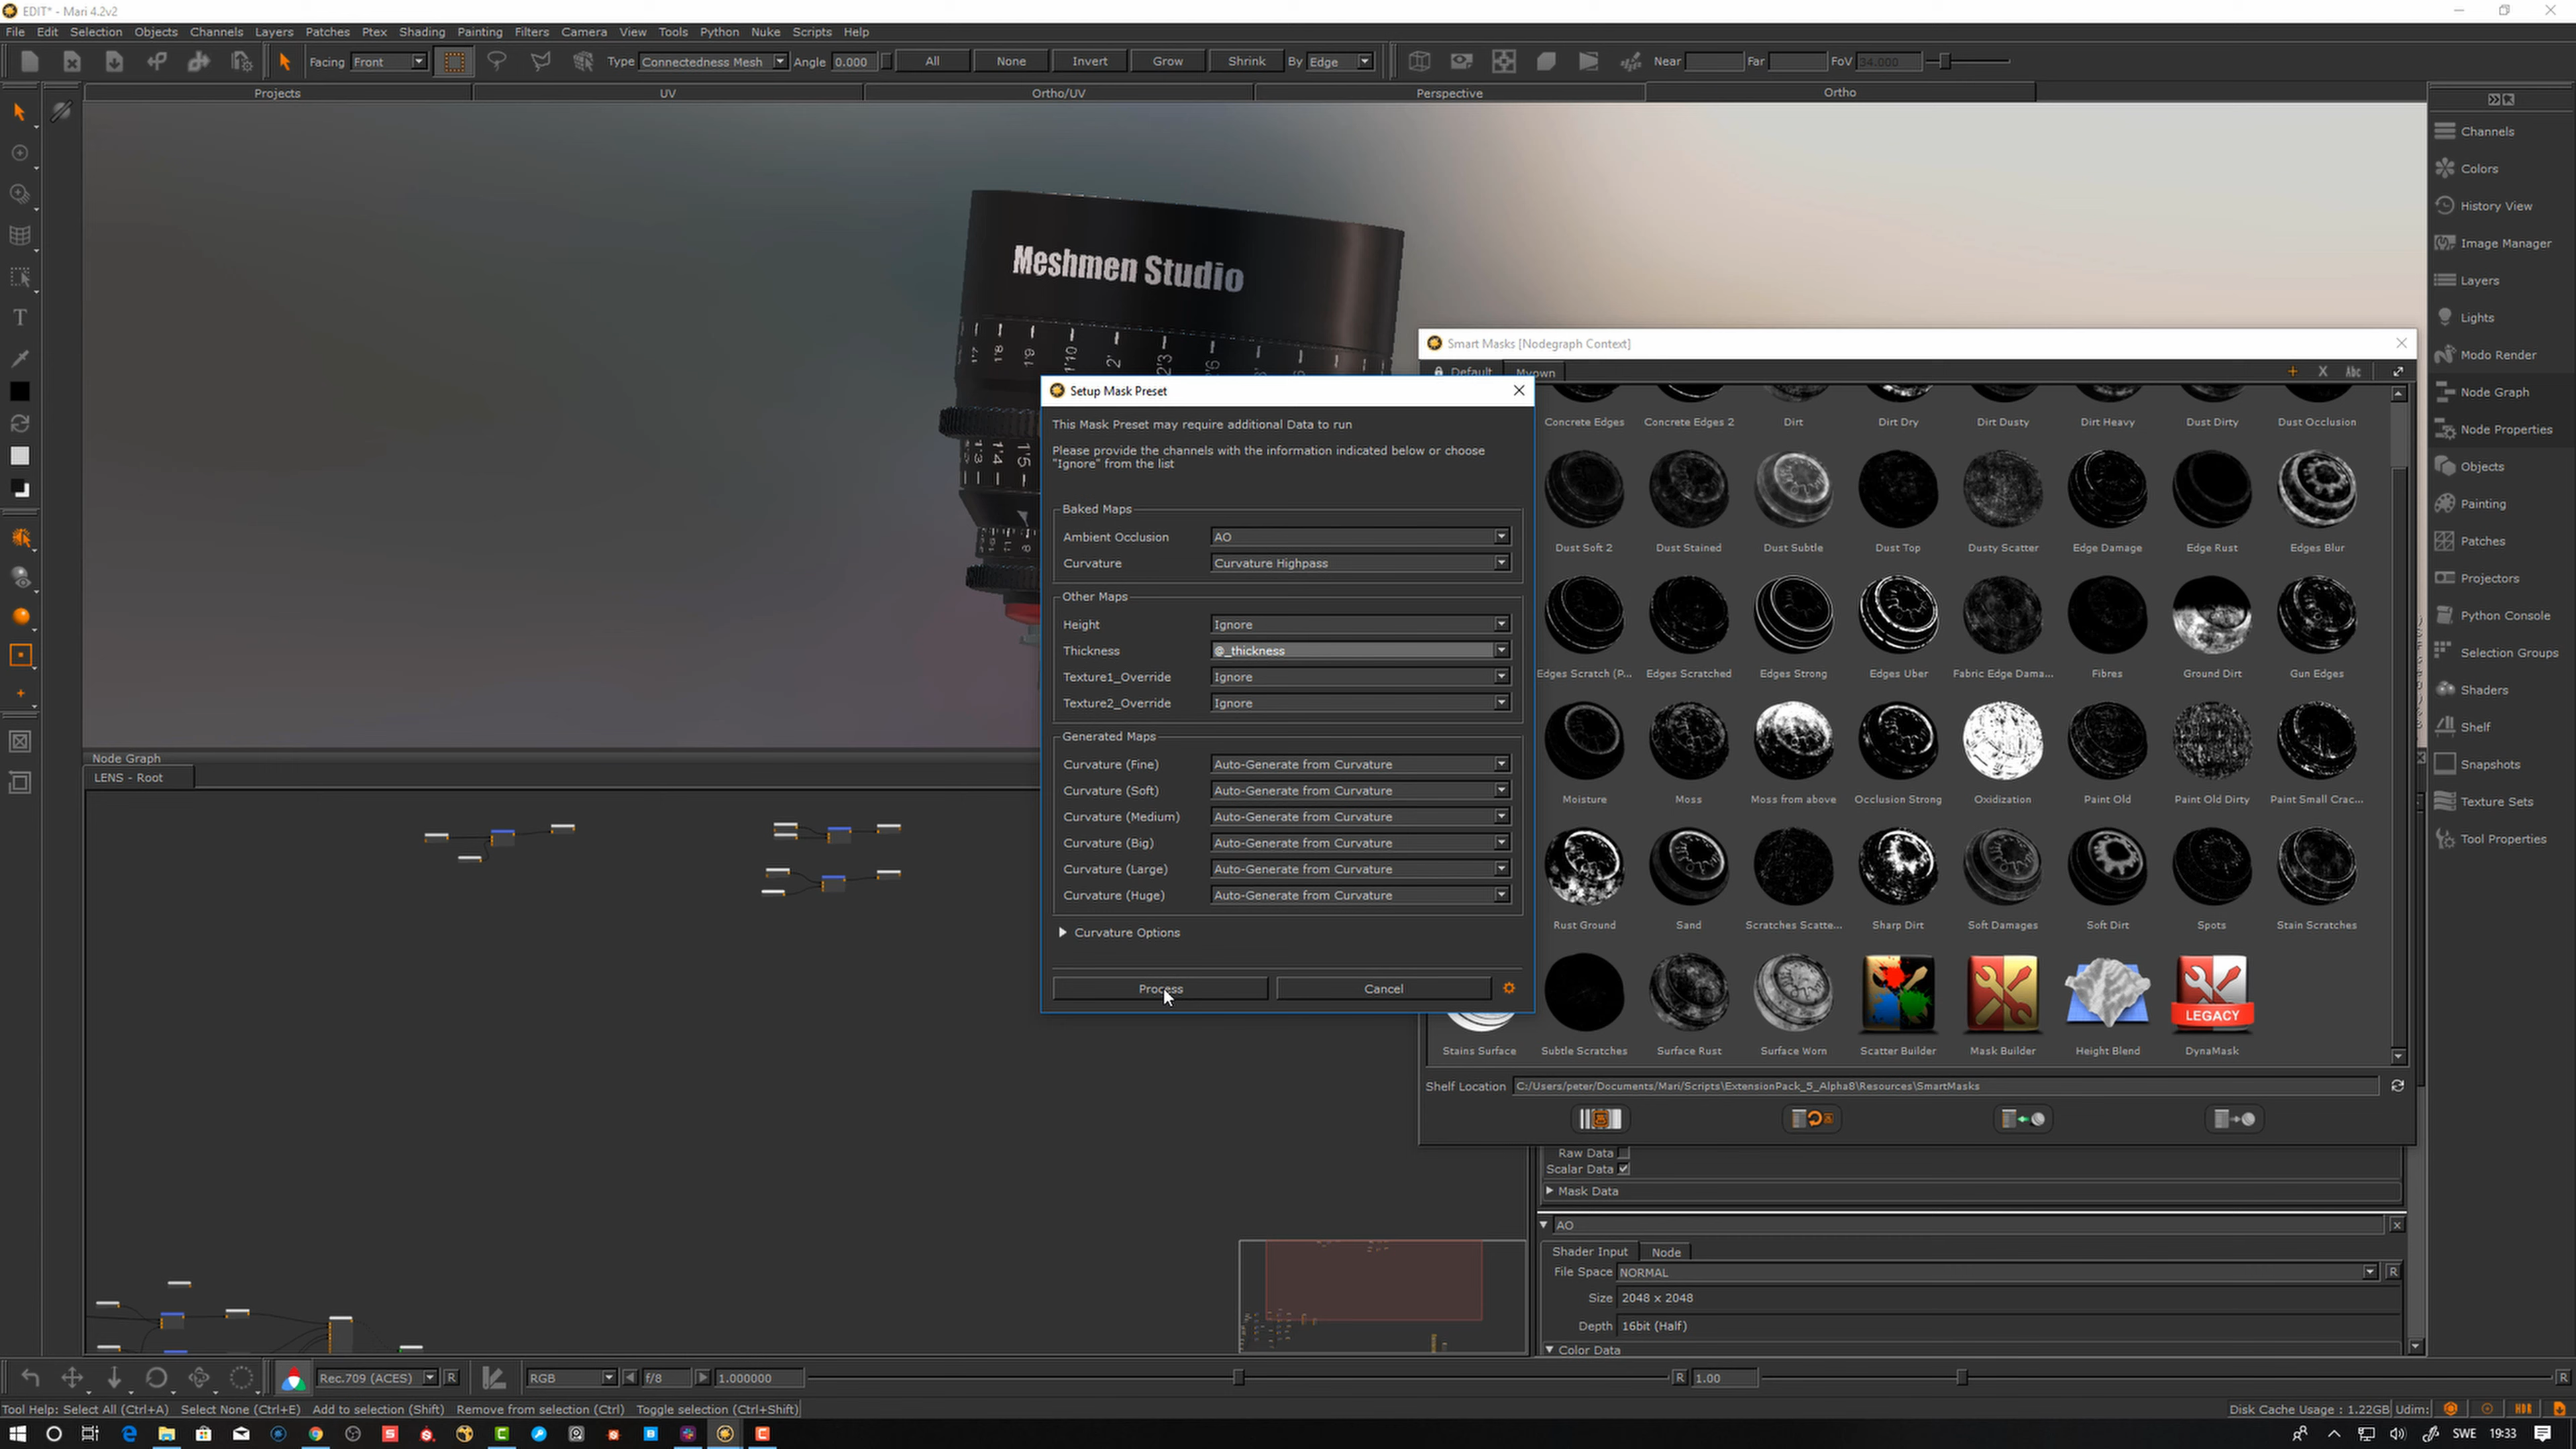 EDIT* - Mari 4.2v2
File Edit Selection Objects Channels Layers Patches Ptex Shading Painting Filters Camera View Tools Python Nuke Scripts Help
Facing Front Type Connectedness Mesh Angle 0.000 All None Invert Grow Shrink By Edge Near Far FoV 34.000
Projects UV Ortho/UV Perspective Ortho
Meshmen Studio
Channels
Colors
History View
Image Manager
Layers
Lights
Modo Render
Node Graph
Node Properties
Objects
Painting
Patches
Projectors
Python Console
Selection Groups
Shaders
Shelf
Snapshots
Texture Sets
Tool Properties
Smart Masks [Nodegraph Context]
Default Myown Abc
Concrete Edges Concrete Edges 2 Dirt Dirt Dry Dirt Dusty Dirt Heavy Dust Dirty Dust Occlusion
Dust Soft 2 Dust Stained Dust Subtle Dust Top Dusty Scatter Edge Damage Edge Rust Edges Blur
Edges Scratch (P... Edges Scratched Edges Strong Edges Uber Fabric Edge Dama... Fibres Ground Dirt Gun Edges
Moisture Moss Moss from above Occlusion Strong Oxidization Paint Old Paint Old Dirty Paint Small Crac...
Rust Ground Sand Scratches Scatte... Sharp Dirt Soft Damages Soft Dirt Spots Stain Scratches
LEGACY
Stains Surface Subtle Scratches Surface Rust Surface Worn Scatter Builder Mask Builder Height Blend DynaMask
Shelf Location C:/Users/peter/Documents/Mari/Scripts\ExtensionPack_5_Alpha8\Resources\SmartMasks
Setup Mask Preset
This Mask Preset may require additional Data to run
Please provide the channels with the information indicated below or choose
"Ignore" from the list
Baked Maps
Ambient Occlusion AO
Curvature Curvature Highpass
Other Maps
Height Ignore
Thickness @_thickness
Texture1_Override Ignore
Texture2_Override Ignore
Generated Maps
Curvature (Fine) Auto-Generate from Curvature
Curvature (Soft) Auto-Generate from Curvature
Curvature (Medium) Auto-Generate from Curvature
Curvature (Big) Auto-Generate from Curvature
Curvature (Large) Auto-Generate from Curvature
Curvature (Huge) Auto-Generate from Curvature
Curvature Options
Process Cancel
Node Graph
LENS - Root
Raw Data
Scalar Data
Mask Data
AO
Shader Input Node
File Space NORMAL R
Size 2048 x 2048
Depth 16bit (Half)
Color Data
Rec.709 (ACES) R RGB f/8 1.000000 R 1.00 R
Tool Help: Select All (Ctrl+A) Select None (Ctrl+E) Add to selection (Shift) Remove from selection (Ctrl) Toggle selection (Ctrl+Shift) Disk Cache Usage : 1.22GB Udim: HDR
SWE 19:33